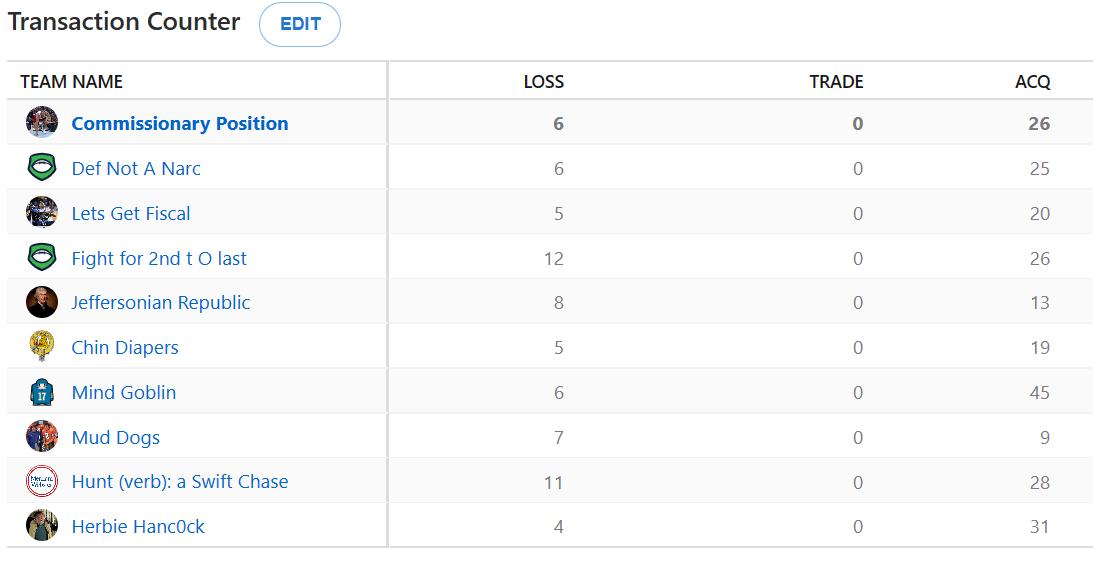 Transaction Counter EDIT
TEAM NAME LOSS TRADE ACQ
Commissionary Position 6 0 26
Def Not A Narc 6 0 25
Lets Get Fiscal 5 0 20
Fight for 2nd t O last 12 0 26
Jeffersonian Republic 8 0 13
Chin Diapers 5 0 19
17
Mind Goblin 6 0 45
Mud Dogs 7 0 9
Hunt (verb): a Swift Chase 11 0 28
Herbie Hanc0ck 4 0 31